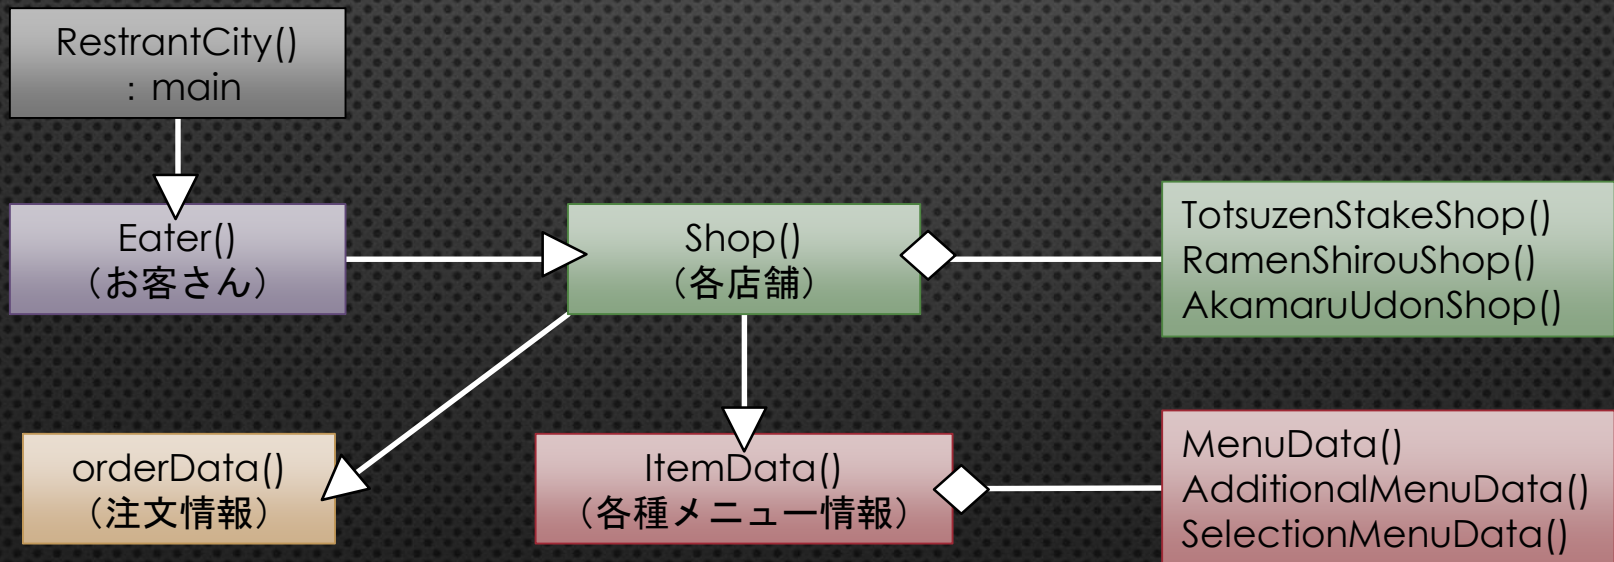 RestrantCity()
: main
Eater()
（お客さん）
Shop()
（各店舗）
TotsuzenStakeShop()
RamenShirouShop()
AkamaruUdonShop()
orderData()
（注文情報）
ItemData()
（各種メニュー情報）
MenuData()
AdditionalMenuData()
SelectionMenuData()